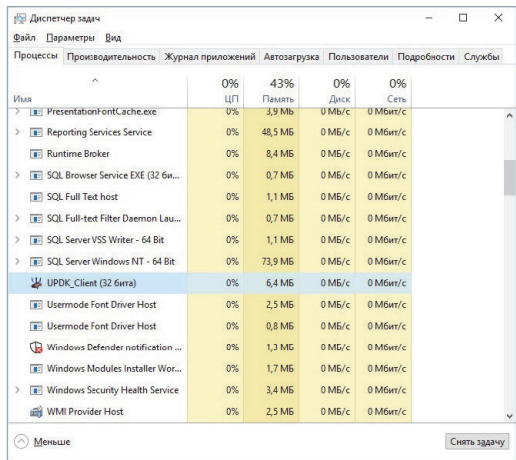 Диспетчер задач
Файл Параметры Вид
Процессы Производительность Журнал приложений Автозагрузка Пользователи Подробности Службы
0% 43% 0% 0%
Имя ЦП Память Диск Сеть
PresentationFontCache.exe 0% 3,9 МБ 0 МБ/с 0 Мбит/с
Reporting Services Service 0% 48,5 МБ 0 МБ/с 0 Мбит/с
Runtime Broker 0% 8,4 МБ 0 МБ/с 0 Мбит/с
SQL Browser Service EXE (32 би... 0% 0,7 МБ 0 МБ/с 0 Мбит/с
SQL Full Text host 0% 1,1 МБ 0 МБ/с 0 Мбит/с
SQL Full-text Filter Daemon Lau... 0% 0,7 МБ 0 МБ/с 0 Мбит/с
SQL Server VSS Writer - 64 Bit 0% 1,1 МБ 0 МБ/с 0 Мбит/с
SQL Server Windows NT - 64 Bit 0% 73,9 МБ 0 МБ/с 0 Мбит/с
UPDK_Client (32 бита) 0% 6,4 МБ 0 МБ/с 0 Мбит/с
Usermode Font Driver Host 0% 2,5 МБ 0 МБ/с 0 Мбит/с
Usermode Font Driver Host 0% 0,8 МБ 0 МБ/с 0 Мбит/с
Windows Defender notification ... 0% 1,3 МБ 0 МБ/с 0 Мбит/с
Windows Modules Installer Wor... 0% 1,7 МБ 0 МБ/с 0 Мбит/с
Windows Security Health Service 0% 3,4 МБ 0 МБ/с 0 Мбит/с
WMI Provider Host 0% 2,5 МБ 0 МБ/с 0 Мбит/с
Меньше Снять задачу